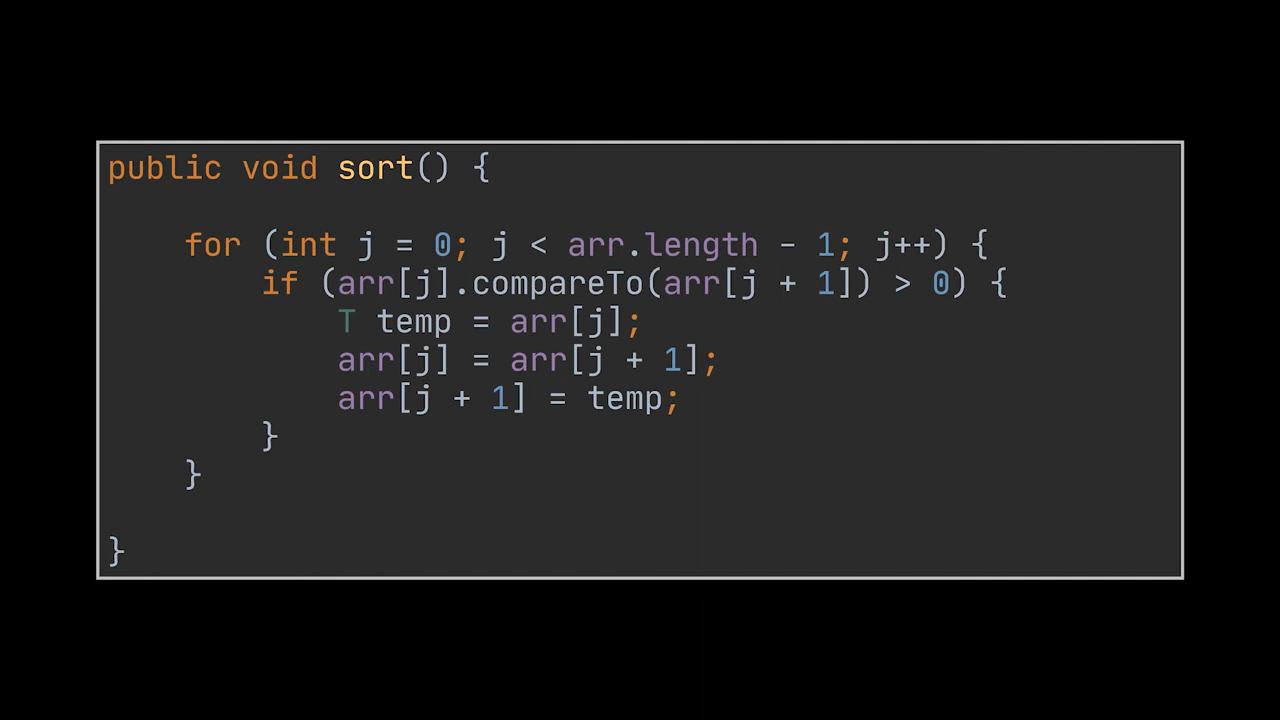 public void sort() {
for (int j = 0; j < arr.length - 1; j++) {
if (arr[j].compareTo(arr[j + 1]) > 0) {
T temp = arr[j];
arr[j] = arr[j + 1];
arr[j + 1] = temp;
}
}
}